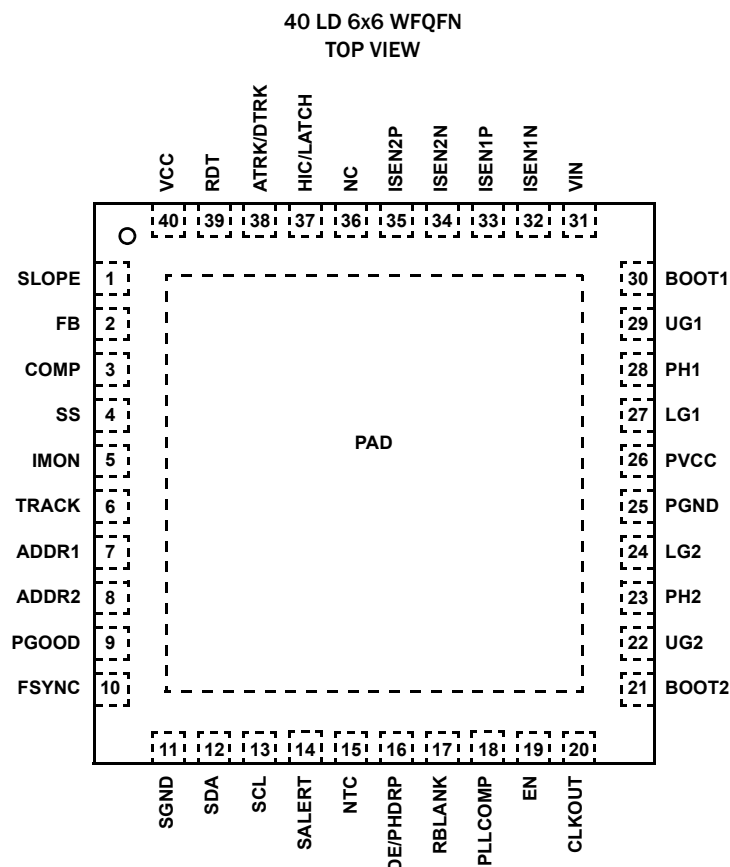 40 LD 6x6 WFQFN
TOP VIEW
VCC
RDT
ATRK/DTRK
HIC/LATCH
NC
ISEN2P
ISEN2N
ISEN1P
ISEN1N
VIN
40 39 38 37 36 35 34 33 32 31
SLOPE 1
FB 2
COMP 3
SS 4
IMON 5
TRACK 6
ADDR1 7
ADDR2 8
PGOOD 9
FSYNC 10
PAD
30 BOOT1
29 UG1
28 PH1
27 LG1
26 PVCC
25 PGND
24 LG2
23 PH2
22 UG2
21 BOOT2
11 12 13 14 15 16 17 18 19 20
SGND
SDA
SCL
SALERT
NTC
DE/PHDRP
RBLANK
PLLCOMP
EN
CLKOUT